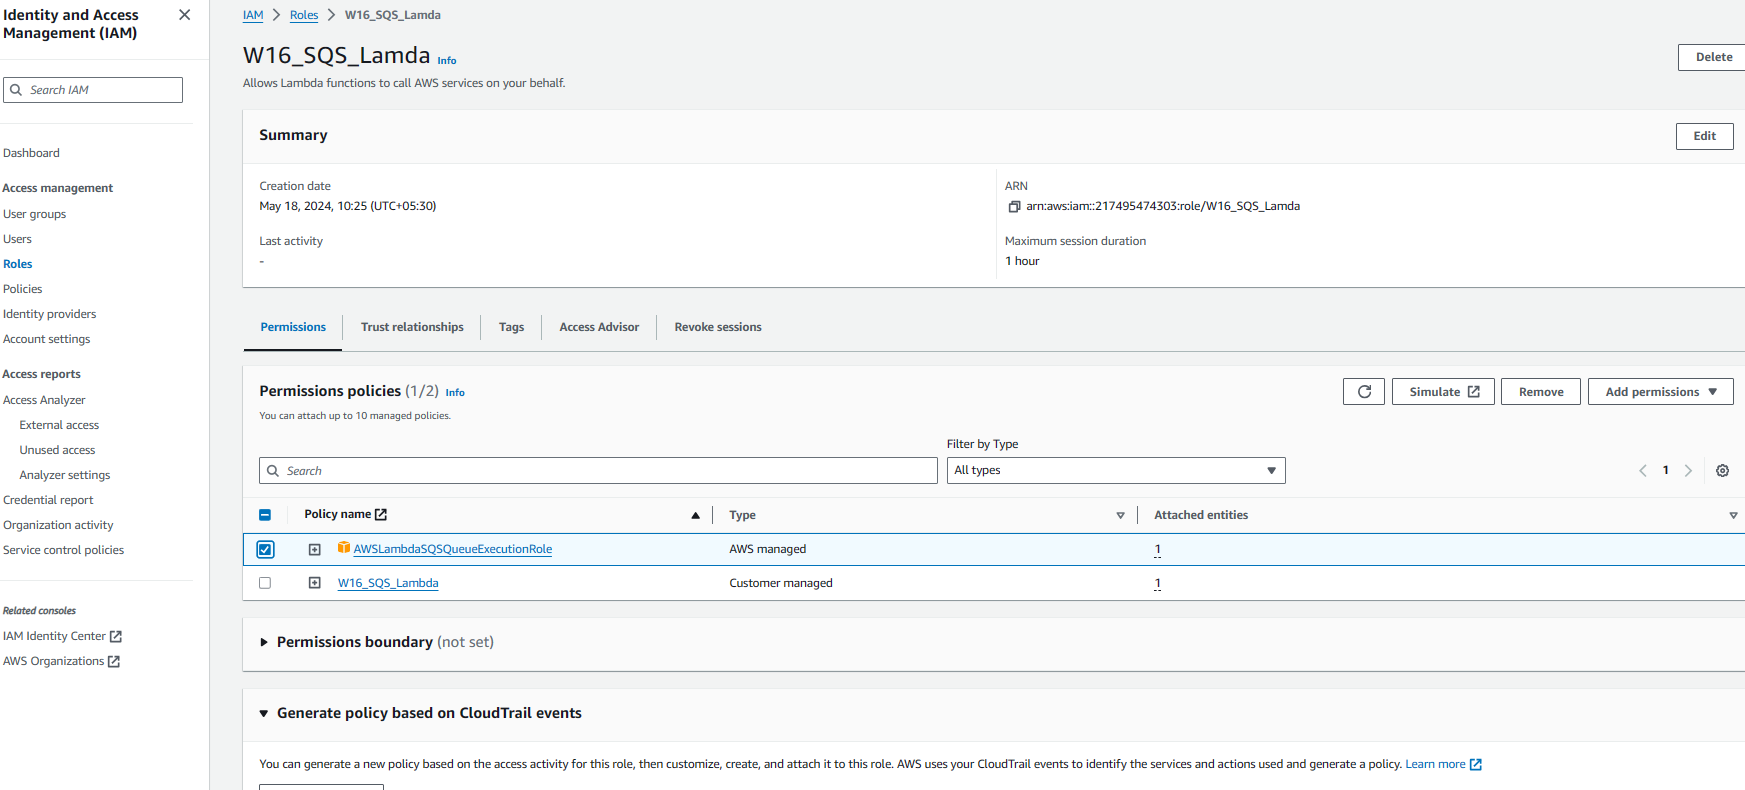 Identity and Access Management (IAM)
Search IAM
Dashboard
Access management
User groups
Users
Roles
Policies
Identity providers
Account settings
Access reports
Access Analyzer
External access
Unused access
Analyzer settings
Credential report
Organization activity
Service control policies
Related consoles
IAM Identity Center
AWS Organizations
IAM > Roles > W16_SQS_Lamda
W16_SQS_Lamda Info
Delete
Allows Lambda functions to call AWS services on your behalf.
Summary
Edit
Creation date
May 18, 2024, 10:25 (UTC+05:30)
ARN
arn:aws:iam::217495474303:role/W16_SQS_Lamda
Last activity
-
Maximum session duration
1 hour
Permissions
Trust relationships
Tags
Access Advisor
Revoke sessions
Permissions policies (1/2) Info
You can attach up to 10 managed policies.
Simulate
Remove
Add permissions
Filter by Type
Search
All types
1
Policy name
Type
Attached entities
AWSLambdaSQSQueueExecutionRole
AWS managed
1
W16_SQS_Lambda
Customer managed
1
Permissions boundary (not set)
Generate policy based on CloudTrail events
You can generate a new policy based on the access activity for this role, then customize, create, and attach it to this role. AWS uses your CloudTrail events to identify the services and actions used and generate a policy. Learn more